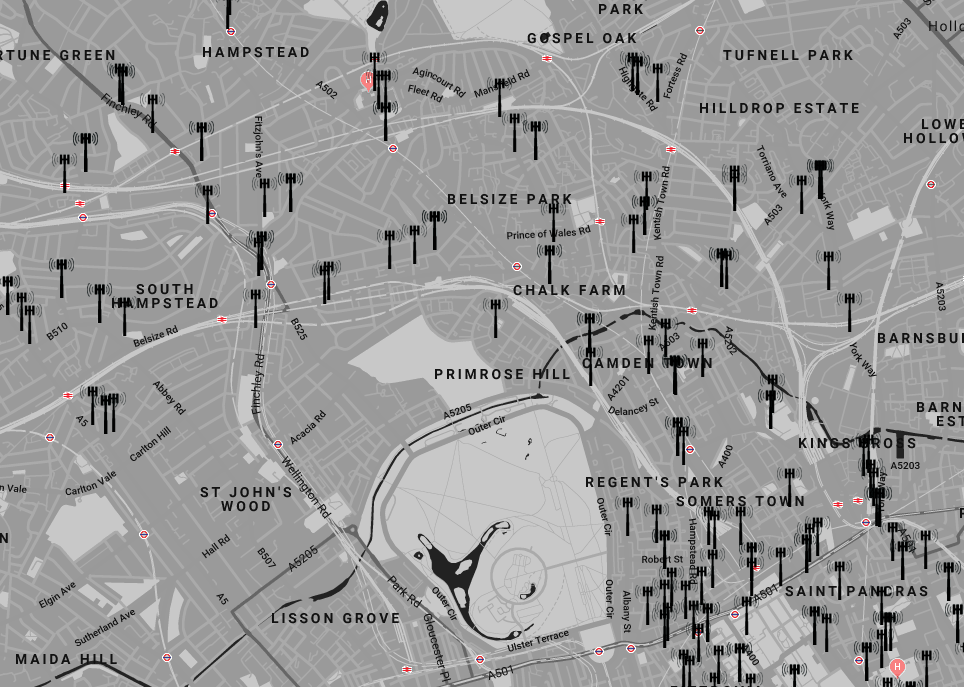 PARK
A503
Hollo
GOSPEL OAK
RTUNE GREEN
HAMPSTEAD
TUFNELL PARK
A502
Agincourt Rd
Fleet Rd
Mansfield Rd
Highgate Rd
Fortess Rd
Finchley Rd
HILLDROP ESTATE
LOWE
HOLLOW
Fitzjohn's Ave
Torriano Ave
Kentish Town Rd
York Way
A503
BELSIZE PARK
Prince of Wales Rd
SOUTH
HAMPSTEAD
CHALK FARM
Kentish Town Rd
A5203
B510
Belsize Rd
B525
A503
A5202
BARNSBU
York Way
CAMDEN TOWN
PRIMROSE HILL
Finchley Rd
Abbey Rd
A4201
Delancey St
A5
A5205
Outer Cir
BARN
EST
Acacia Rd
Carlton Hill
KINGS CROSS
A400
A5203
n Vale
Carlton Vale
Wellington Rd
ST JOHN'S
WOOD
REGENT'S PARK
SOMERS TOWN
Outer Cir
Hampstead Rd
N
Hall Rd
B507
A5205
Robert St
Elgin Ave
A5
Park Rd
Outer Cir
Outer Cir
Albany St
A501
SAINT PANCRAS
Sutherland Ave
LISSON GROVE
Gloucester Pl
Ulster Terrace
MAIDA HILL
A501
A400